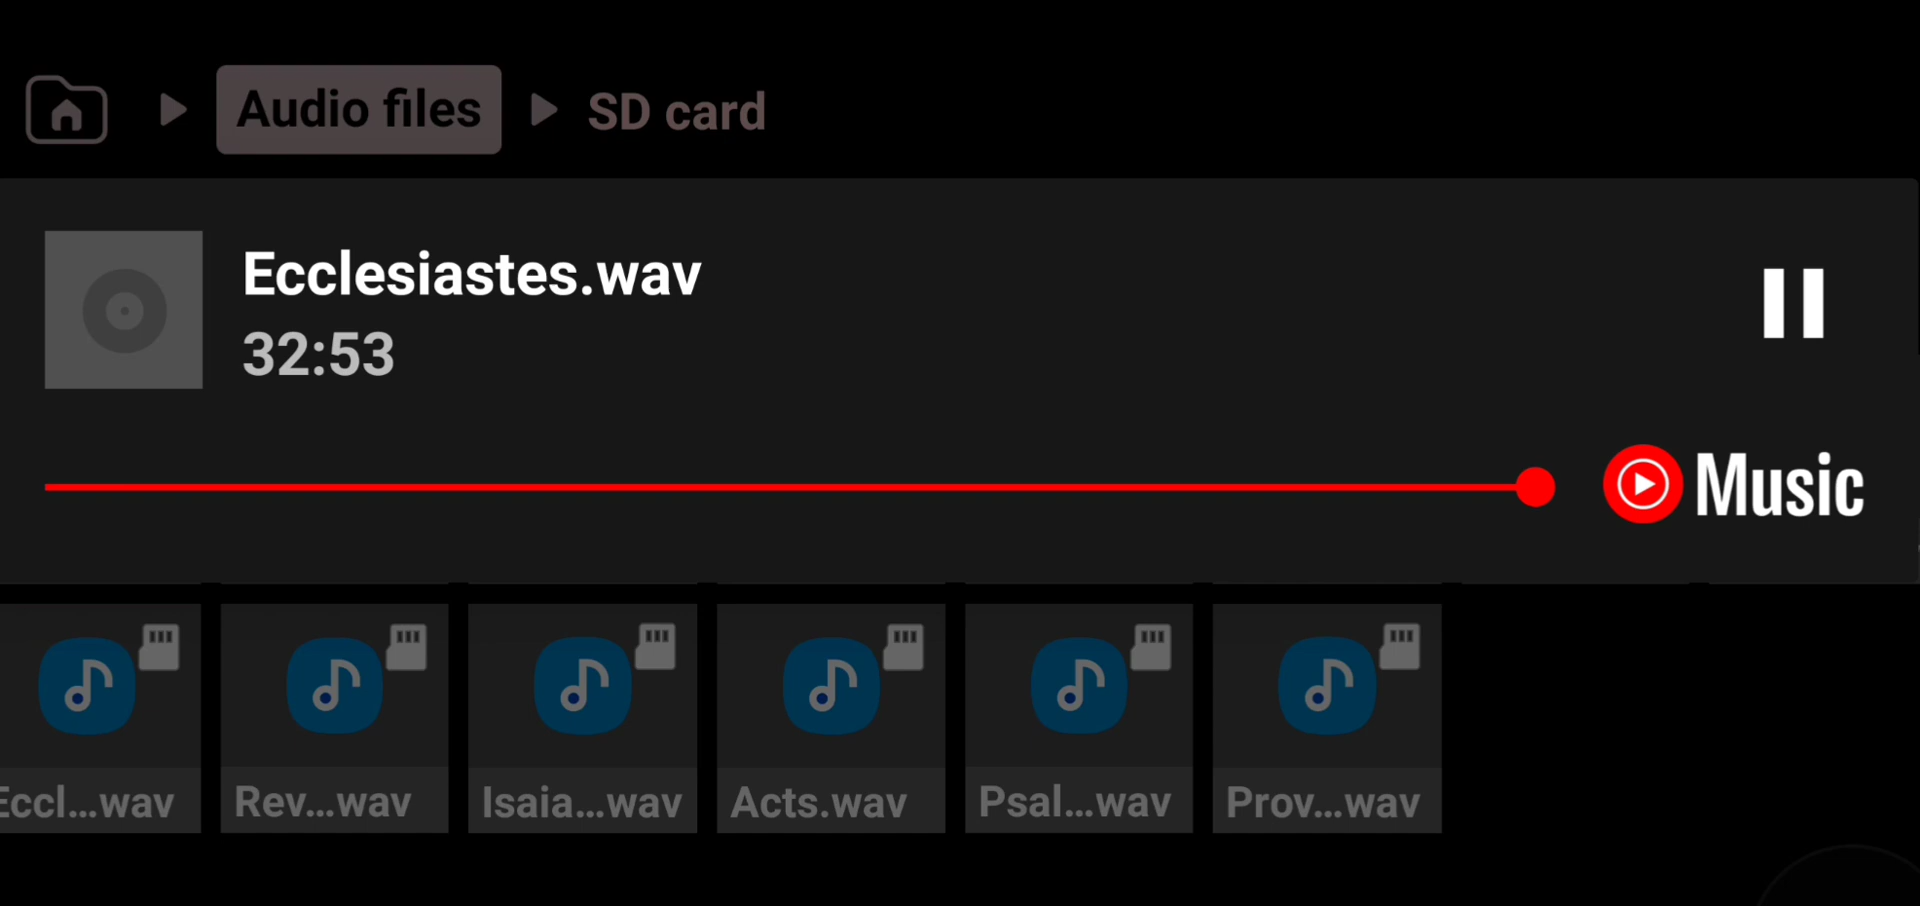 Audio files SD card
Ecclesiastes.wav
32:53
Music
Eccl...wav Rev...wav Isaia...wav Acts.wav Psal...wav Prov...wav